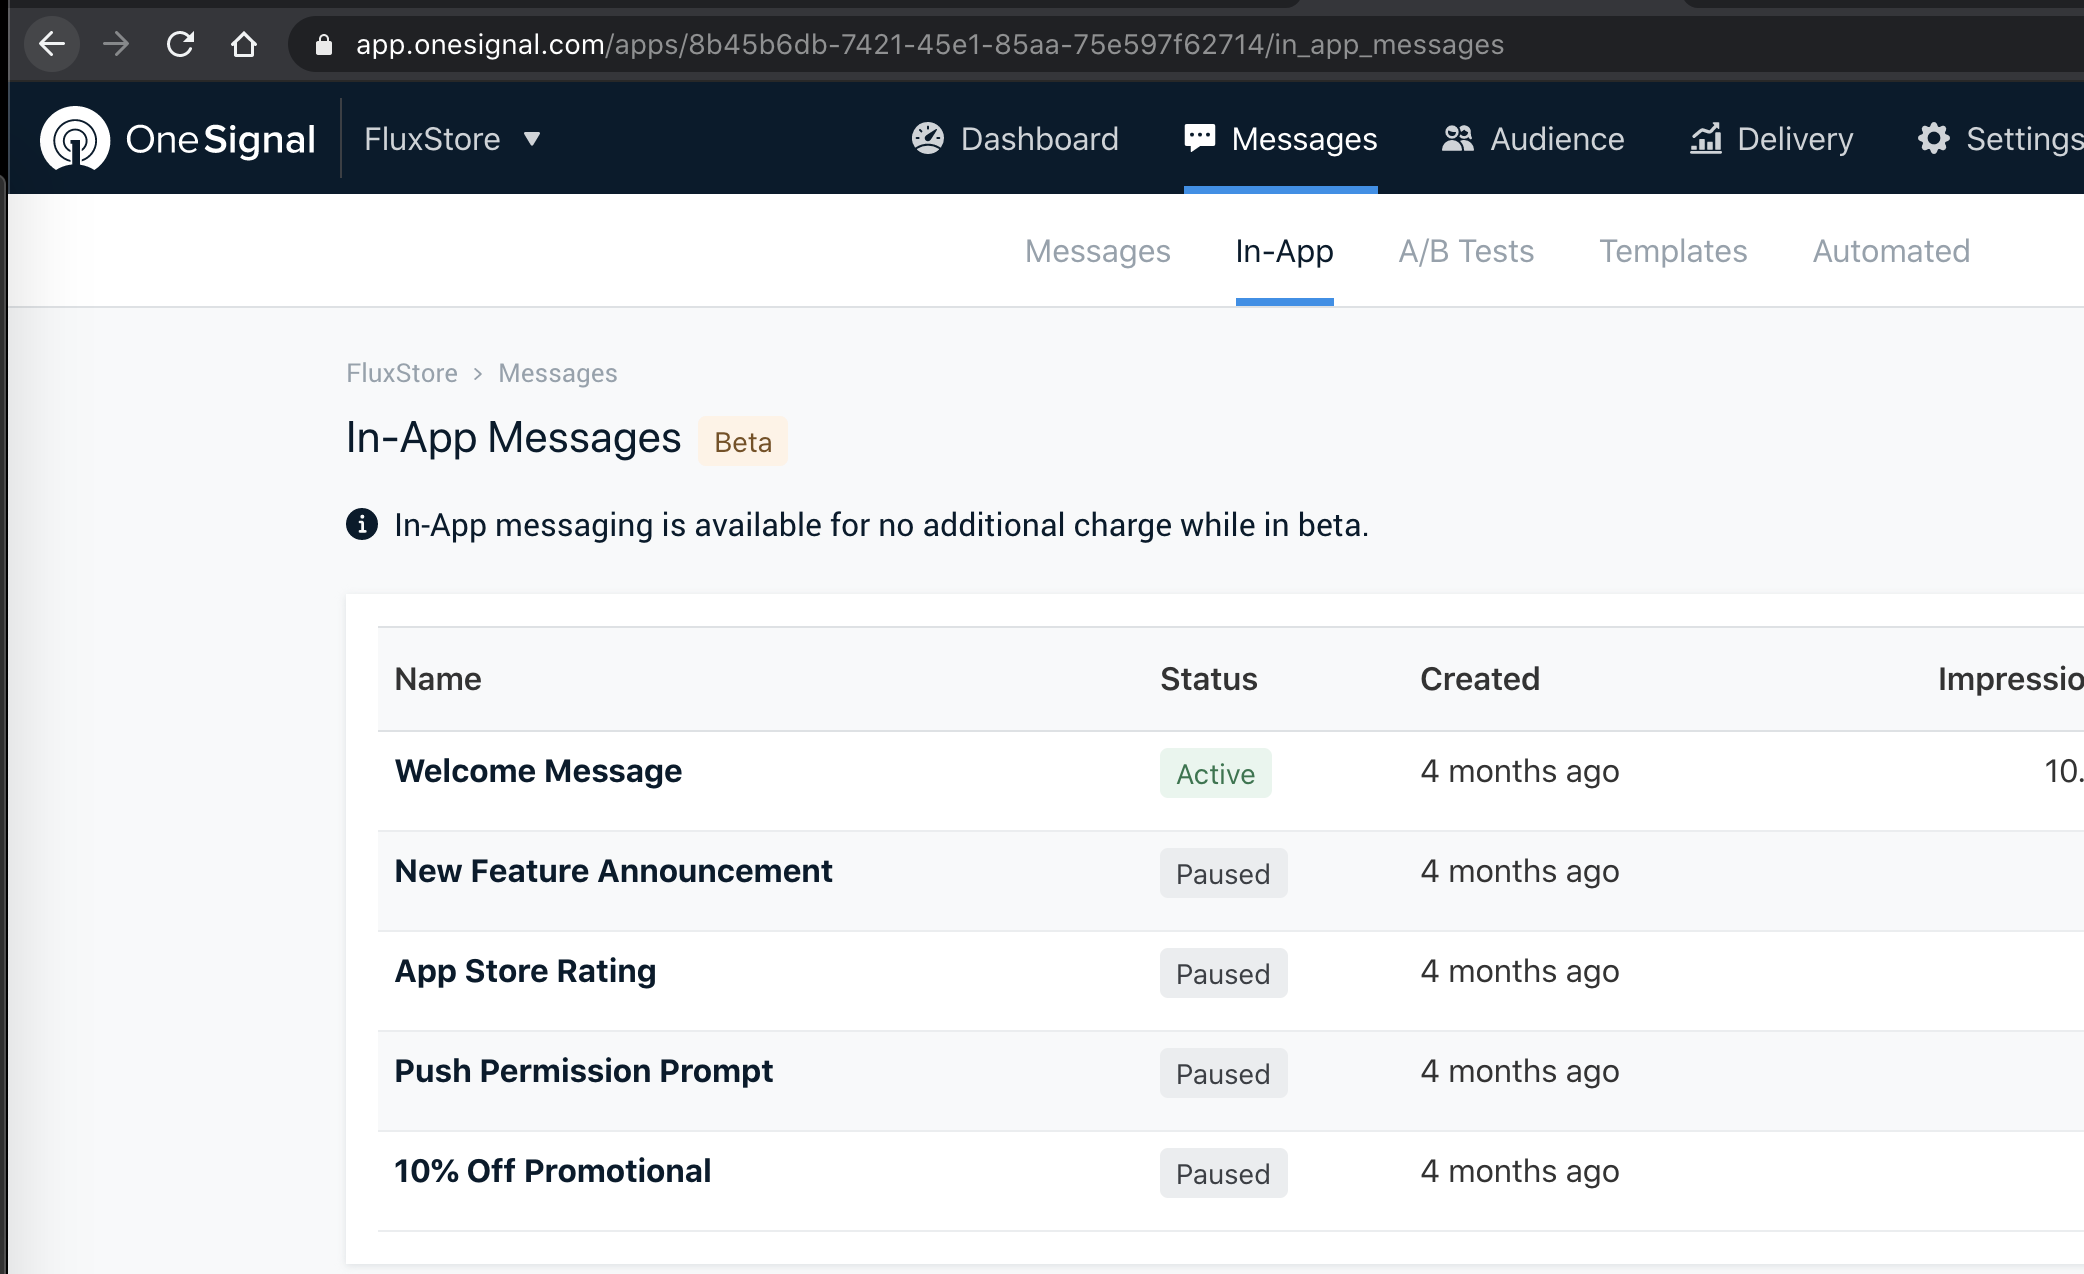 app.onesignal.com/apps/8b45b6db-7421-45e1-85aa-75e597f62714/in_app_messages
OneSignal FluxStore ▼ Dashboard Messages Audience Delivery Settings
Messages In-App A/B Tests Templates Automated
FluxStore > Messages
In-App Messages Beta
In-App messaging is available for no additional charge while in beta.
Name Status Created Impressio
Welcome Message Active 4 months ago 10.
New Feature Announcement Paused 4 months ago
App Store Rating Paused 4 months ago
Push Permission Prompt Paused 4 months ago
10% Off Promotional Paused 4 months ago